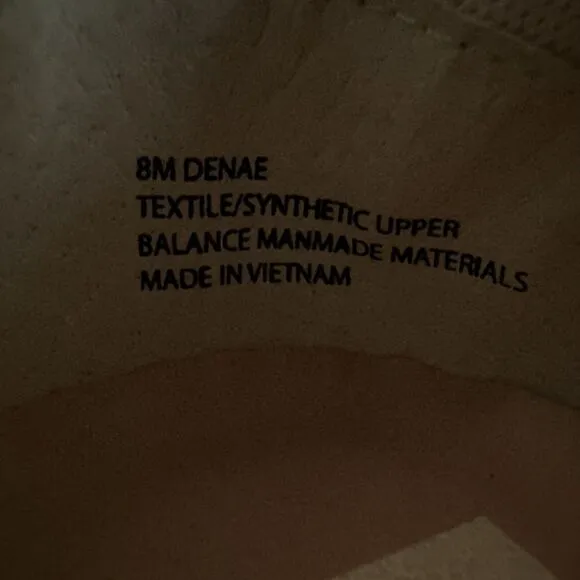 8M DENAE
TEXTILE/SYNTHETIC UPPER
BALANCE MANMADE MATERIALS
MADE IN VIETNAM